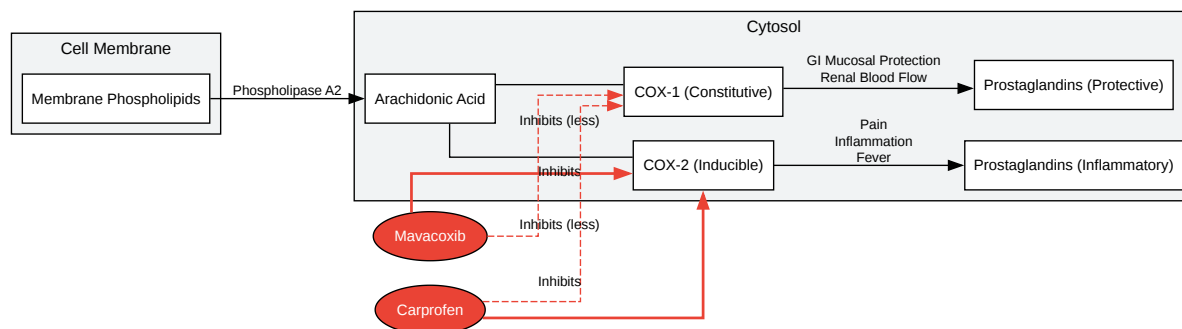 Cytosol
Cell Membrane
GI Mucosal Protection
Renal Blood Flow
Membrane Phospholipids
Phospholipase A2
Arachidonic Acid
COX-1 (Constitutive)
Prostaglandins (Protective)
Inhibits (less)
Pain
Inflammation
Fever
COX-2 (Inducible)
Prostaglandins (Inflammatory)
Inhibits
Inhibits (less)
Mavacoxib
Inhibits
Carprofen